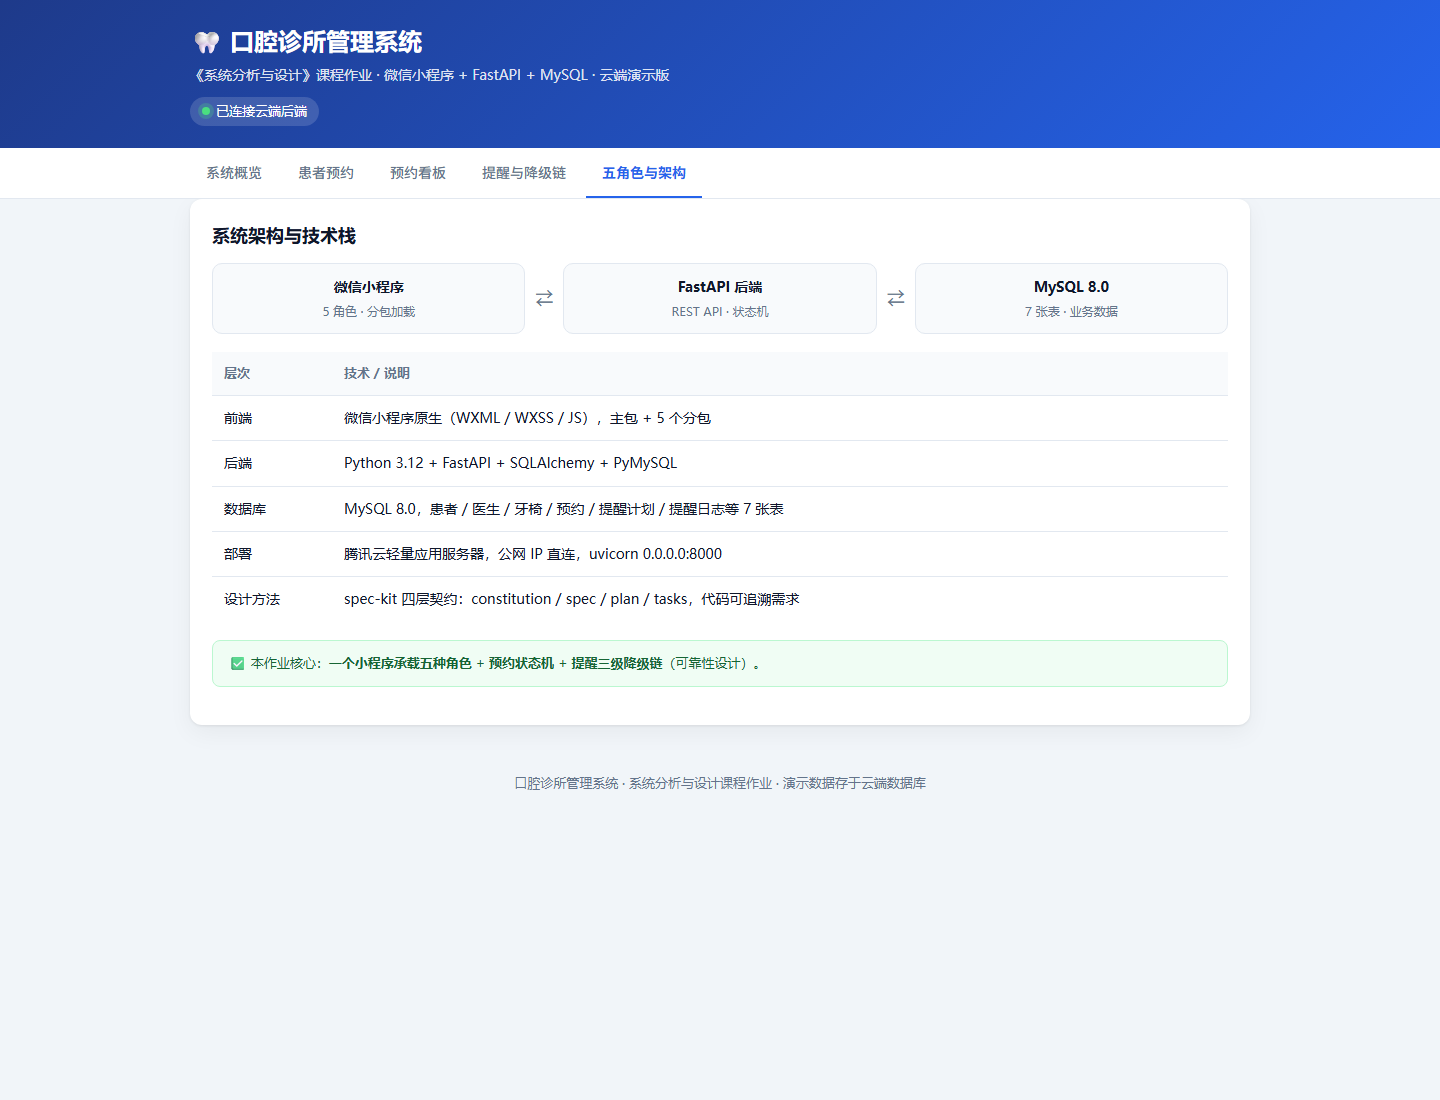 🦷 口腔诊所管理系统
《系统分析与设计》课程作业 · 微信小程序 + FastAPI + MySQL · 云端演示版
已连接云端后端
系统概览 患者预约 预约看板 提醒与降级链 五角色与架构
系统架构与技术栈
微信小程序 ⇄ FastAPI 后端 ⇄ MySQL 8.0
5 角色 · 分包加载 REST API · 状态机 7 张表 · 业务数据
层次 技术 / 说明
前端 微信小程序原生（WXML / WXSS / JS），主包 + 5 个分包
后端 Python 3.12 + FastAPI + SQLAlchemy + PyMySQL
数据库 MySQL 8.0，患者 / 医生 / 牙椅 / 预约 / 提醒计划 / 提醒日志等 7 张表
部署 腾讯云轻量应用服务器，公网 IP 直连，uvicorn 0.0.0.0:8000
设计方法 spec-kit 四层契约：constitution / spec / plan / tasks，代码可追溯需求
✅ 本作业核心：一个小程序承载五种角色 + 预约状态机 + 提醒三级降级链（可靠性设计）。
口腔诊所管理系统 · 系统分析与设计课程作业 · 演示数据存于云端数据库